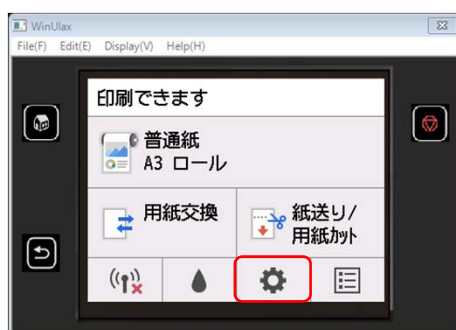 WinUlax
File(F) Edit(E) Display(V) Help(H)
印刷できます
普通紙
A3 ロール
用紙交換
紙送り/
用紙ｶｯﾄ